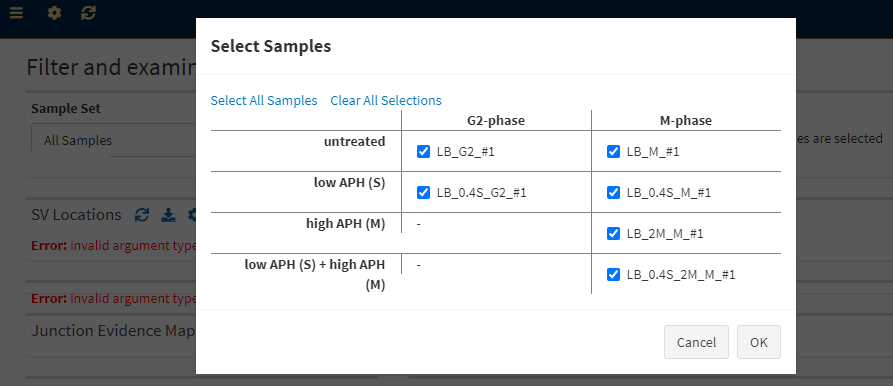 Filter and examin
Sample Set
All Samples
es are selected
SV Locations
Error: invalid argument type
Error: invalid argument type
Junction Evidence Map
Select Samples
Select All Samples Clear All Selections
G2-phase M-phase
untreated LB_G2_#1 LB_M_#1
low APH (S) LB_0.4S_G2_#1 LB_0.4S_M_#1
high APH (M) - LB_2M_M_#1
low APH (S) + high APH - LB_0.4S_2M_M_#1
(M)
Cancel OK